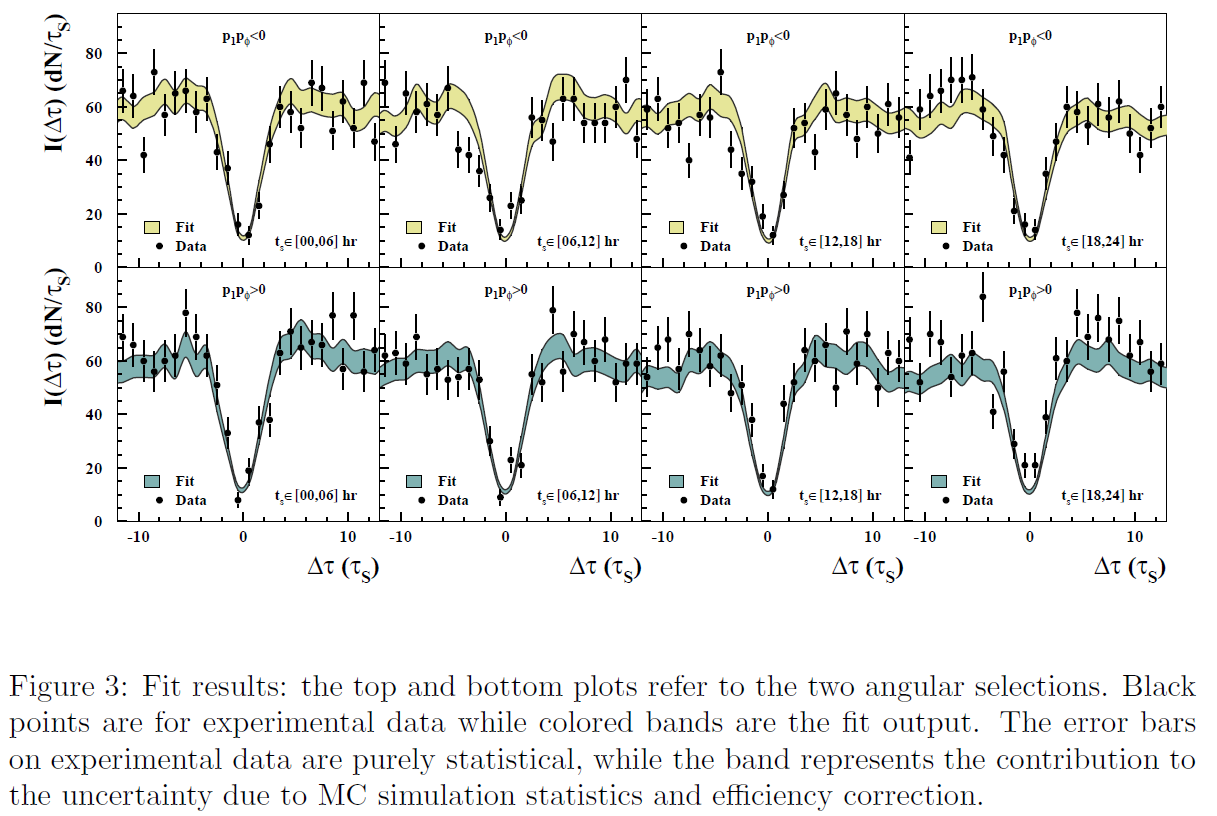 I(Δτ) (dN/τS)
80
60
40
20
0
p1pϕ<0
Fit
Data
ts∈[00,06] hr
p1pϕ<0
Fit
Data
ts∈[06,12] hr
p1pϕ<0
Fit
Data
ts∈[12,18] hr
p1pϕ<0
Fit
Data
ts∈[18,24] hr
I(Δτ) (dN/τS)
80
60
40
20
0
p1pϕ>0
Fit
Data
ts∈[00,06] hr
p1pϕ>0
Fit
Data
ts∈[06,12] hr
p1pϕ>0
Fit
Data
ts∈[12,18] hr
p1pϕ>0
Fit
Data
ts∈[18,24] hr
-10 0 10 -10 0 10 -10 0 10 -10 0 10
Δτ (τS) Δτ (τS) Δτ (τS) Δτ (τS)
Figure 3: Fit results: the top and bottom plots refer to the two angular selections. Black
points are for experimental data while colored bands are the fit output. The error bars
on experimental data are purely statistical, while the band represents the contribution to
the uncertainty due to MC simulation statistics and efficiency correction.